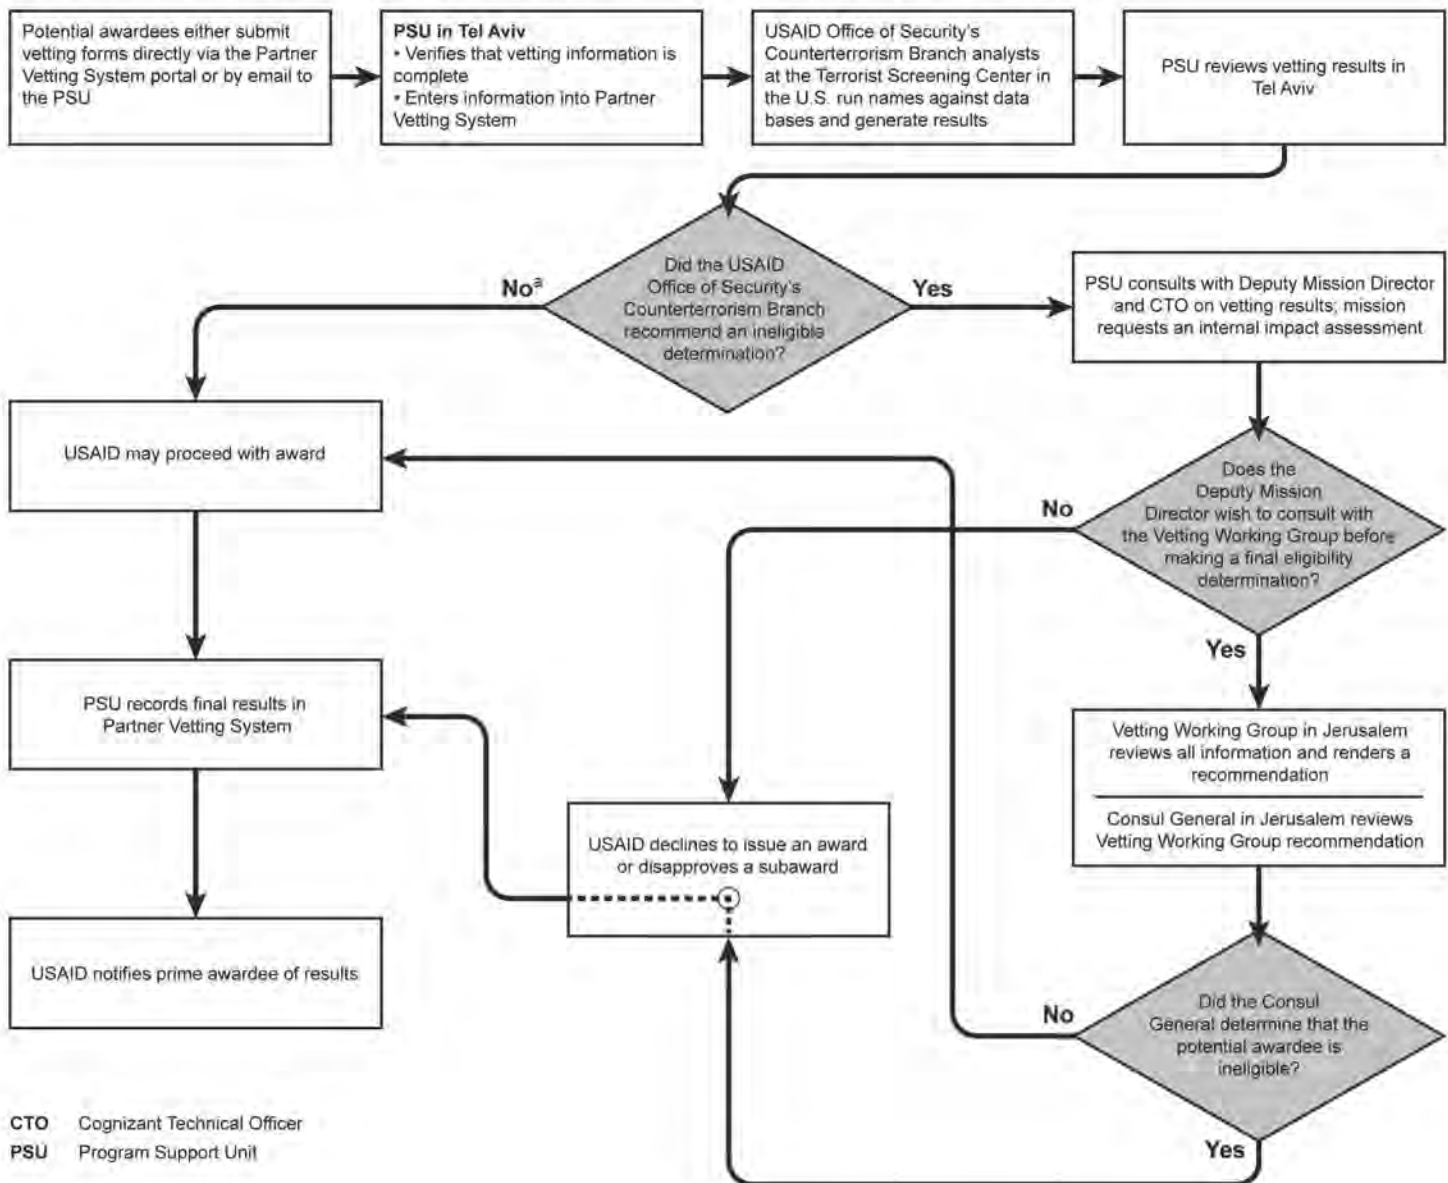 Potential awardees either submit
vetting forms directly via the Partner
Vetting System portal or by email to
the PSU
PSU in Tel Aviv
• Verifies that vetting information is
complete
• Enters information into Partner
Vetting System
USAID Office of Security's
Counterterrorism Branch analysts
at the Terrorist Screening Center in
the U.S. run names against data
bases and generate results
PSU reviews vetting results in
Tel Aviv
Did the USAID
Office of Security's
Counterterrorism Branch
recommend an ineligible
determination?
Noᵃ
Yes
PSU consults with Deputy Mission Director
and CTO on vetting results; mission
requests an internal impact assessment
USAID may proceed with award
Does the
Deputy Mission
Director wish to consult with
the Vetting Working Group before
making a final eligibility
determination?
No
Yes
PSU records final results in
Partner Vetting System
Vetting Working Group in Jerusalem
reviews all information and renders a
recommendation
Consul General in Jerusalem reviews
Vetting Working Group recommendation
USAID declines to issue an award
or disapproves a subaward
USAID notifies prime awardee of results
Did the Consul
General determine that the
potential awardee is
ineligible?
No
Yes
CTO Cognizant Technical Officer
PSU Program Support Unit